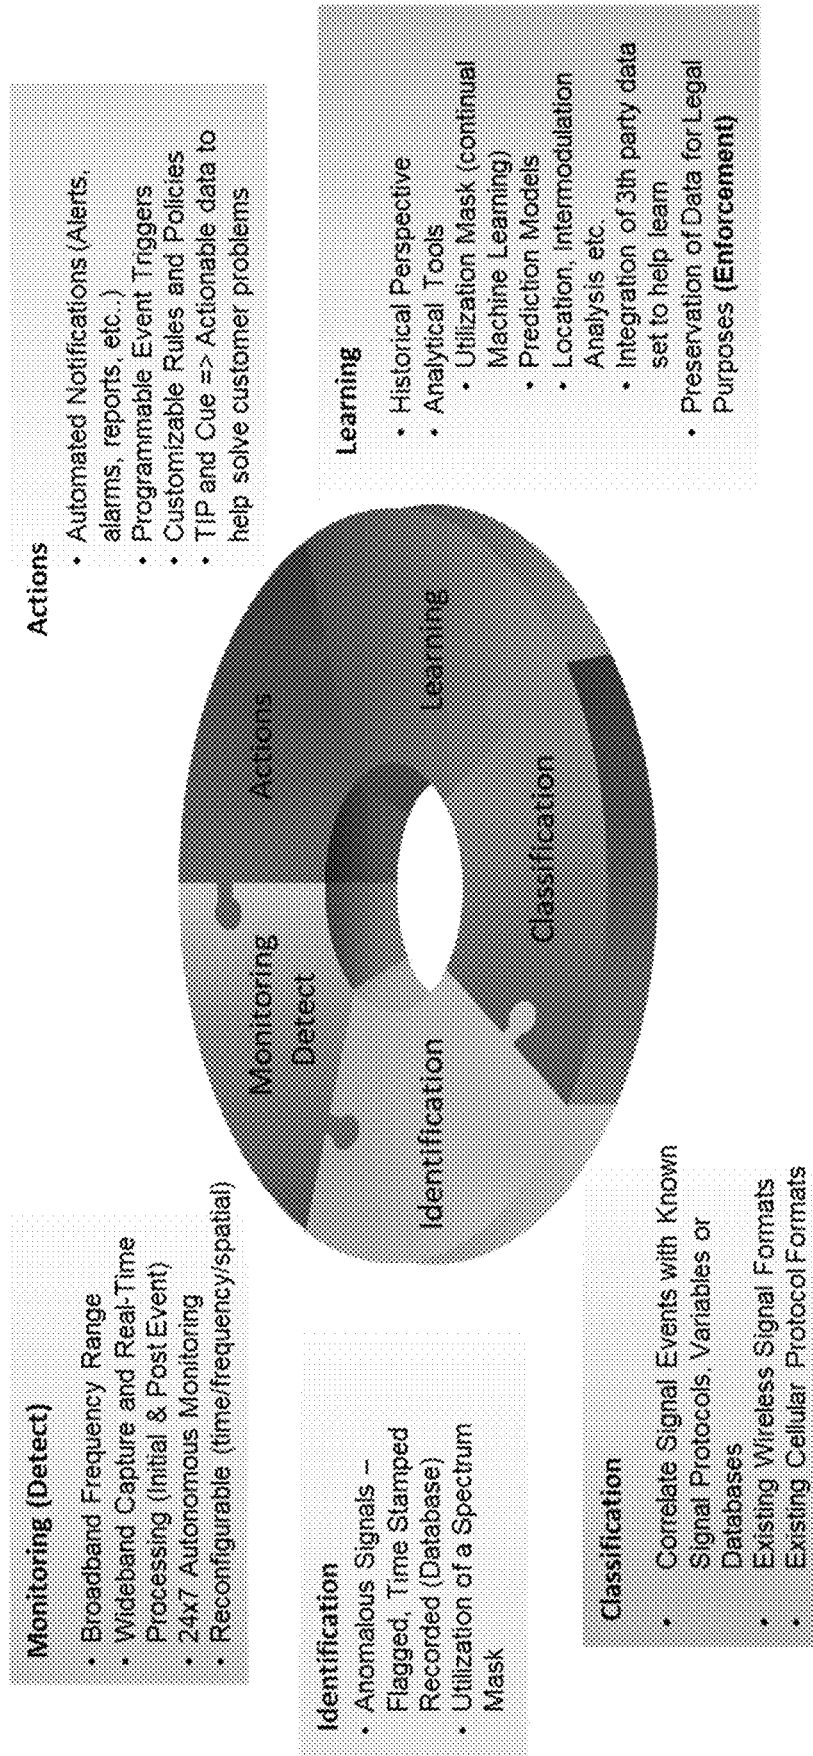 Monitoring (Detect)
• Broadband Frequency Range
• Wideband Capture and Real-Time
Processing (Initial & Post Event)
• 24x7 Autonomous Monitoring
• Reconfigurable (time/frequency/spatial)
Identification
• Anomalous Signals –
Flagged, Time Stamped
Recorded (Database)
• Utilization of a Spectrum
Mask
Classification
• Correlate Signal Events with Known
Signal Protocols, Variables or
Databases
• Existing Wireless Signal Formats
• Existing Cellular Protocol Formats
Monitoring
Detect
Identification
Classification
Actions
Learning
Actions
• Automated Notifications (Alerts,
alarms, reports, etc..)
• Programmable Event Triggers
• Customizable Rules and Policies
• TIP and Cue => Actionable data to
help solve customer problems
Learning
• Historical Perspective
• Analytical Tools
• Utilization Mask (continual
Machine Learning)
• Prediction Models
• Location, Intermodulation
Analysis etc.
• Integration of 3th party data
set to help learn
• Preservation of Data for Legal
Purposes (Enforcement)